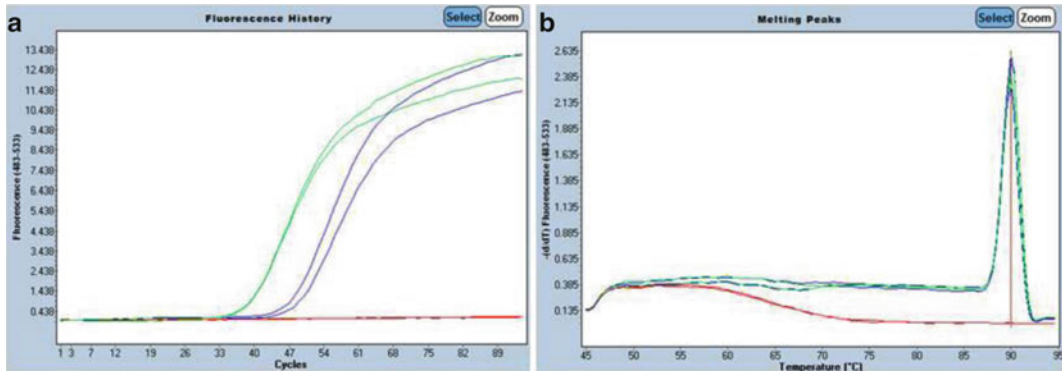 a
Fluorescence History
Select
Zoom
Fluorescence (483-533)
13.438
12.438
11.438
10.438
9.438
8.438
7.438
6.438
5.438
4.438
3.438
2.438
1.438
0.438
1 3 7 12 19 26 33 40 47 54 61 68 75 82 89
Cycles
b
Melting Peaks
Select
Zoom
-(d/dT) Fluorescence (483-533)
2.635
2.385
2.135
1.885
1.635
1.385
1.135
0.885
0.635
0.385
0.135
45 50 55 60 65 70 75 80 85 90 95
Temperature (°C)